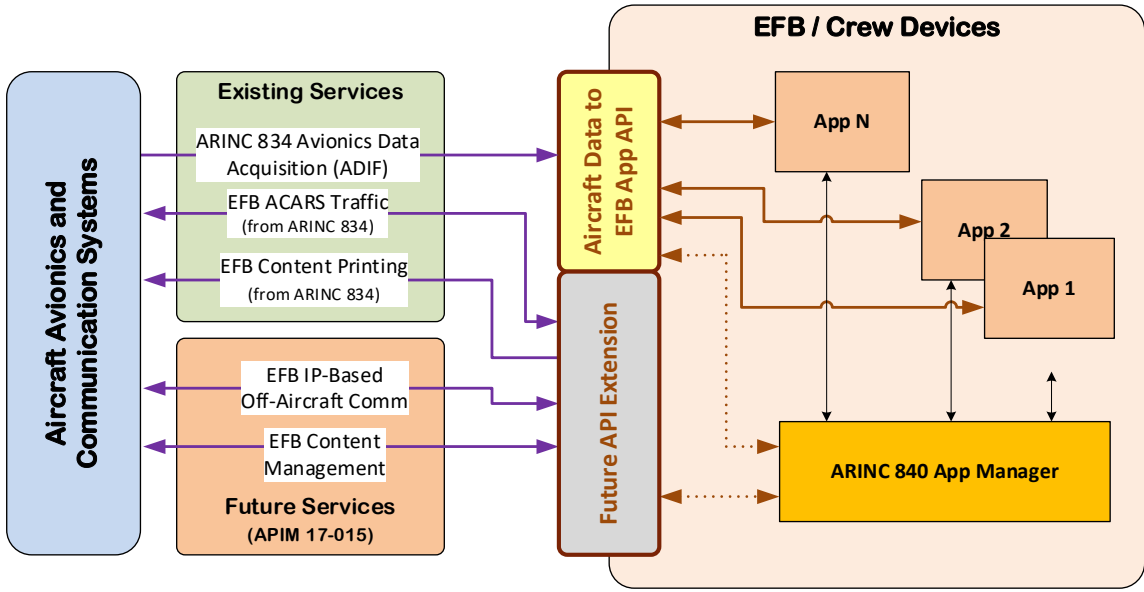 EFB / Crew Devices
Aircraft Avionics and
Communication Systems
Existing Services
ARINC 834 Avionics Data
Acquisition (ADIF)
EFB ACARS Traffic
(from ARINC 834)
EFB Content Printing
(from ARINC 834)
EFB IP-Based
Off-Aircraft Comm
EFB Content
Management
Future Services
(APIM 17-015)
Aircraft Data to
EFB App API
Future API Extension
App N
App 2
App 1
ARINC 840 App Manager